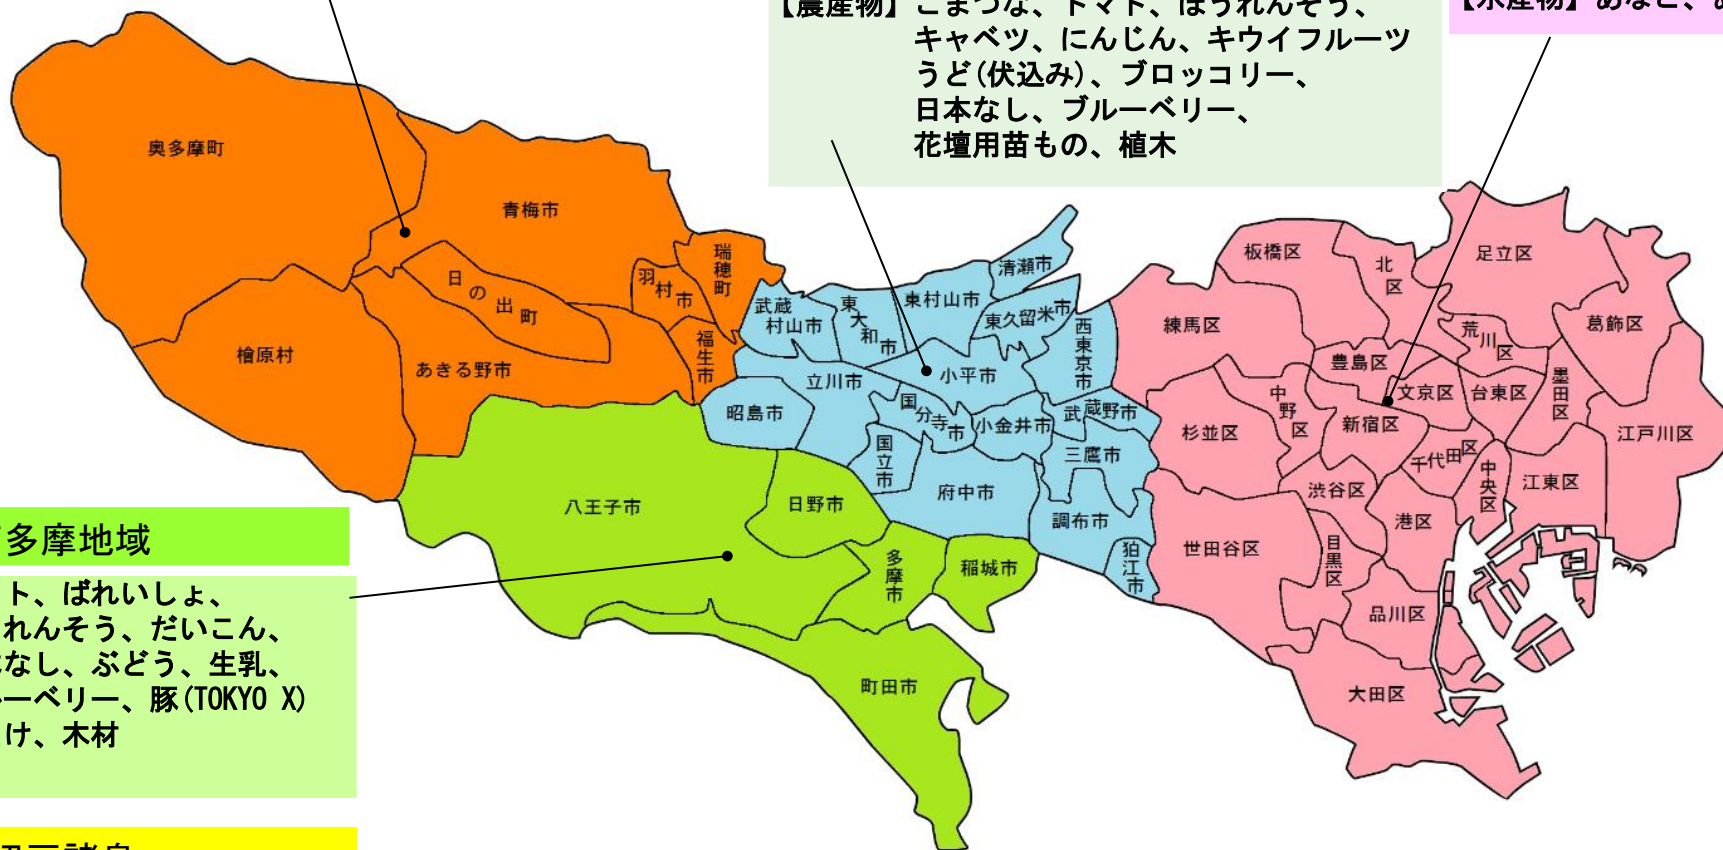 【農産物】こまつな、トマト、ほうれんそう、
キャベツ、にんじん、キウイフルーツ
うど(伏込み)、ブロッコリー、
日本なし、ブルーベリー、
花壇用苗もの、植木
【水産物】あなご、
奥多摩町
青梅市
瑞穂町
羽村市
日の出町
福生市
檜原村
あきる野市
清瀬市
東村山市
東大和市
武蔵
村山市
東久留米市
西東京市
立川市
小平市
昭島市
国分寺市
小金井市
武蔵野市
国立市
三鷹市
府中市
調布市
狛江市
板橋区
北区
足立区
練馬区
荒川区
葛飾区
豊島区
文京区
台東区
墨田区
中野区
杉並区
新宿区
千代田区
江戸川区
渋谷区
港区
中央区
江東区
世田谷区
目黒区
品川区
大田区
八王子市
日野市
多摩市
稲城市
町田市
多摩地域
ト、ばれいしょ、
れんそう、だいこん、
なし、ぶどう、生乳、
ーベリー、豚(TOKYO X)
け、木材